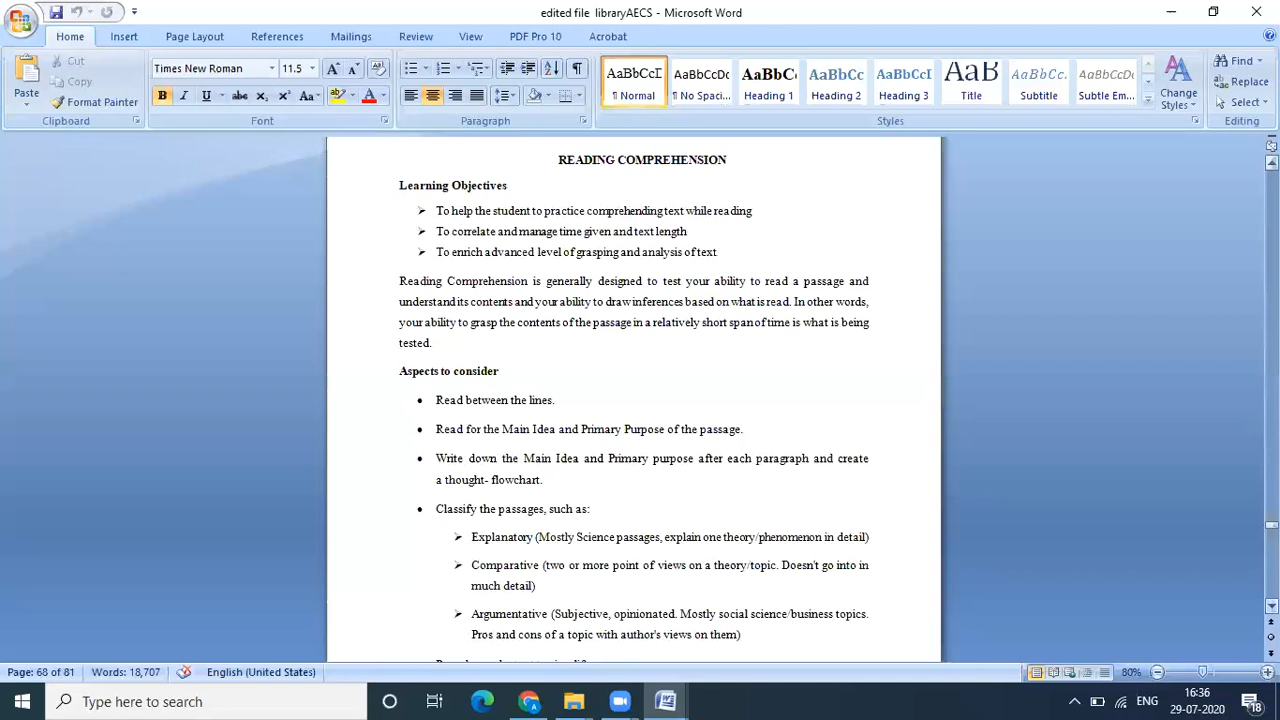 edited file libraryAECS - Microsoft Word
Home Insert Page Layout References Mailings Review View PDF Pro 10 Acrobat
Paste
Cut
Copy
Format Painter
Clipboard
Times New Roman 11.5
Font
Paragraph
AaBbCcI AaBbCcDc AaBbCc AaBbCc AaBbCcI AaB AaBbCc. AaBbCcDc
¶ Normal ¶ No Spaci... Heading 1 Heading 2 Heading 3 Title Subtitle Subtle Em...
Change Styles
Styles
Find
Replace
Select
Editing
READING COMPREHENSION
Learning Objectives
To help the student to practice comprehending text while reading
To correlate and manage time given and text length
To enrich advanced level of grasping and analysis of text
Reading Comprehension is generally designed to test your ability to read a passage and
understand its contents and your ability to draw inferences based on what is read. In other words,
your ability to grasp the contents of the passage in a relatively short span of time is what is being
tested.
Aspects to consider
• Read between the lines.
• Read for the Main Idea and Primary Purpose of the passage.
• Write down the Main Idea and Primary purpose after each paragraph and create
a thought- flowchart.
• Classify the passages, such as:
Explanatory (Mostly Science passages, explain one theory/phenomenon in detail)
Comparative (two or more point of views on a theory/topic. Doesn't go into in
much detail)
Argumentative (Subjective, opinionated. Mostly social science/business topics.
Pros and cons of a topic with author's views on them)
Page: 68 of 81 Words: 18,707 English (United States) 80%
Type here to search
ENG
16:36
29-07-2020
18